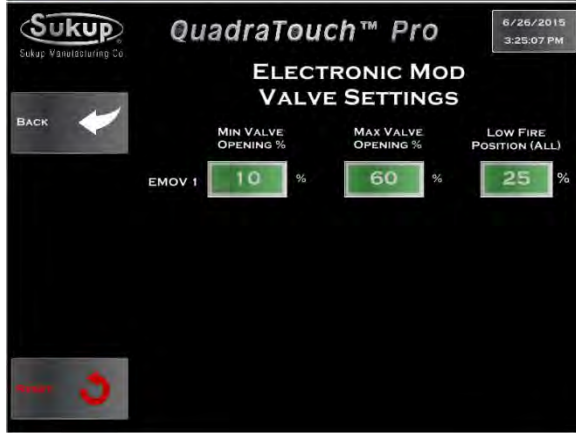 Sukup
Sukup Manufacturing Co.
QuadraTouch™ Pro
6/26/2015
3:25:07 PM
ELECTRONIC MOD
VALVE SETTINGS
BACK
MIN VALVE
OPENING %
MAX VALVE
OPENING %
LOW FIRE
POSITION (ALL)
EMOV 1
10 %
60 %
25 %
RESET